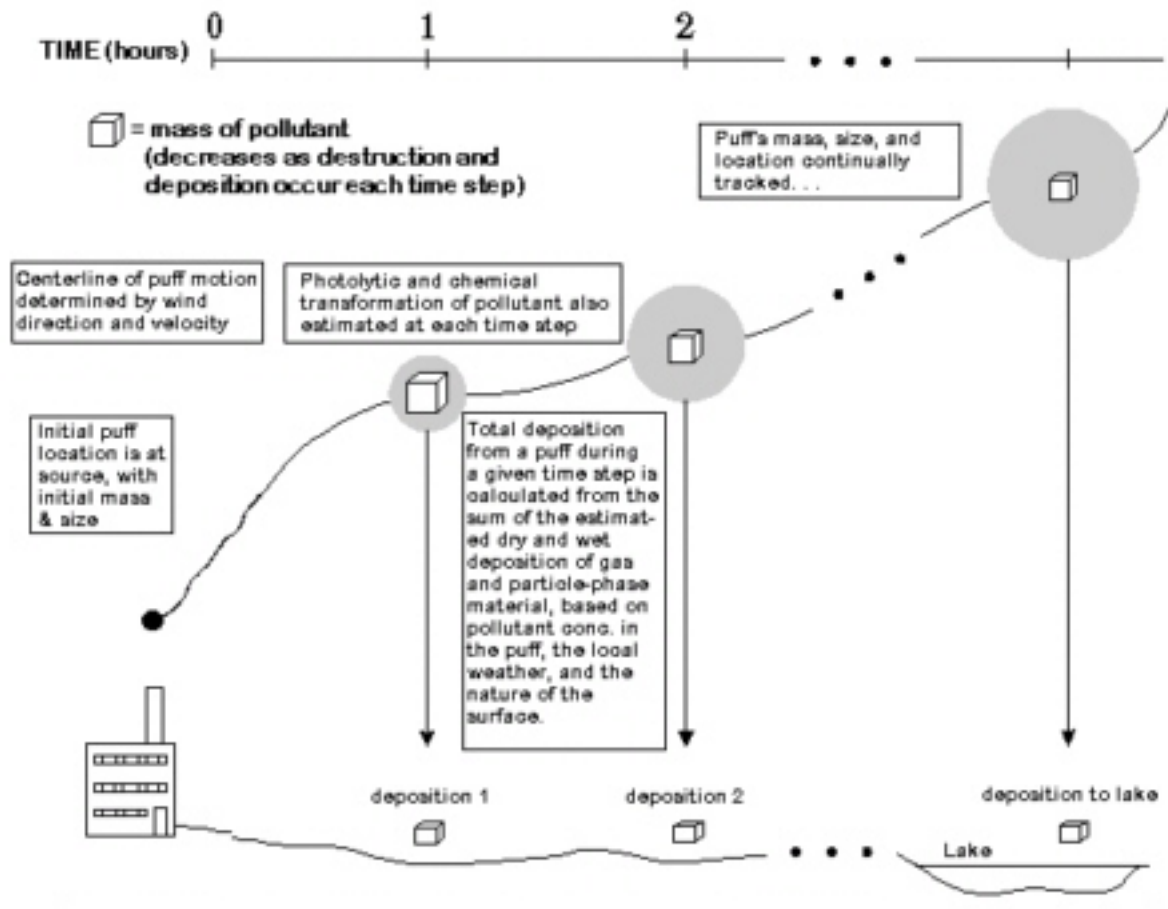 0 1 2
TIME (hours)
= mass of pollutant
(decreases as destruction and
deposition occur each time step)
Puff's mass, size, and
location continually
tracked. . .
Centerline of puff motion
determined by wind
direction and velocity
Photolytic and chemical
transformation of pollutant also
estimated at each time step
Initial puff
location is at
source, with
initial mass
& size
Total deposition
from a puff during
a given time step is
calculated from the
sum of the estimat-
ed dry and wet
deposition of gas
and particle-phase
material, based on
pollutant conc. in
the puff, the local
weather, and the
nature of the
surface.
deposition 1
deposition 2
deposition to lake
Lake